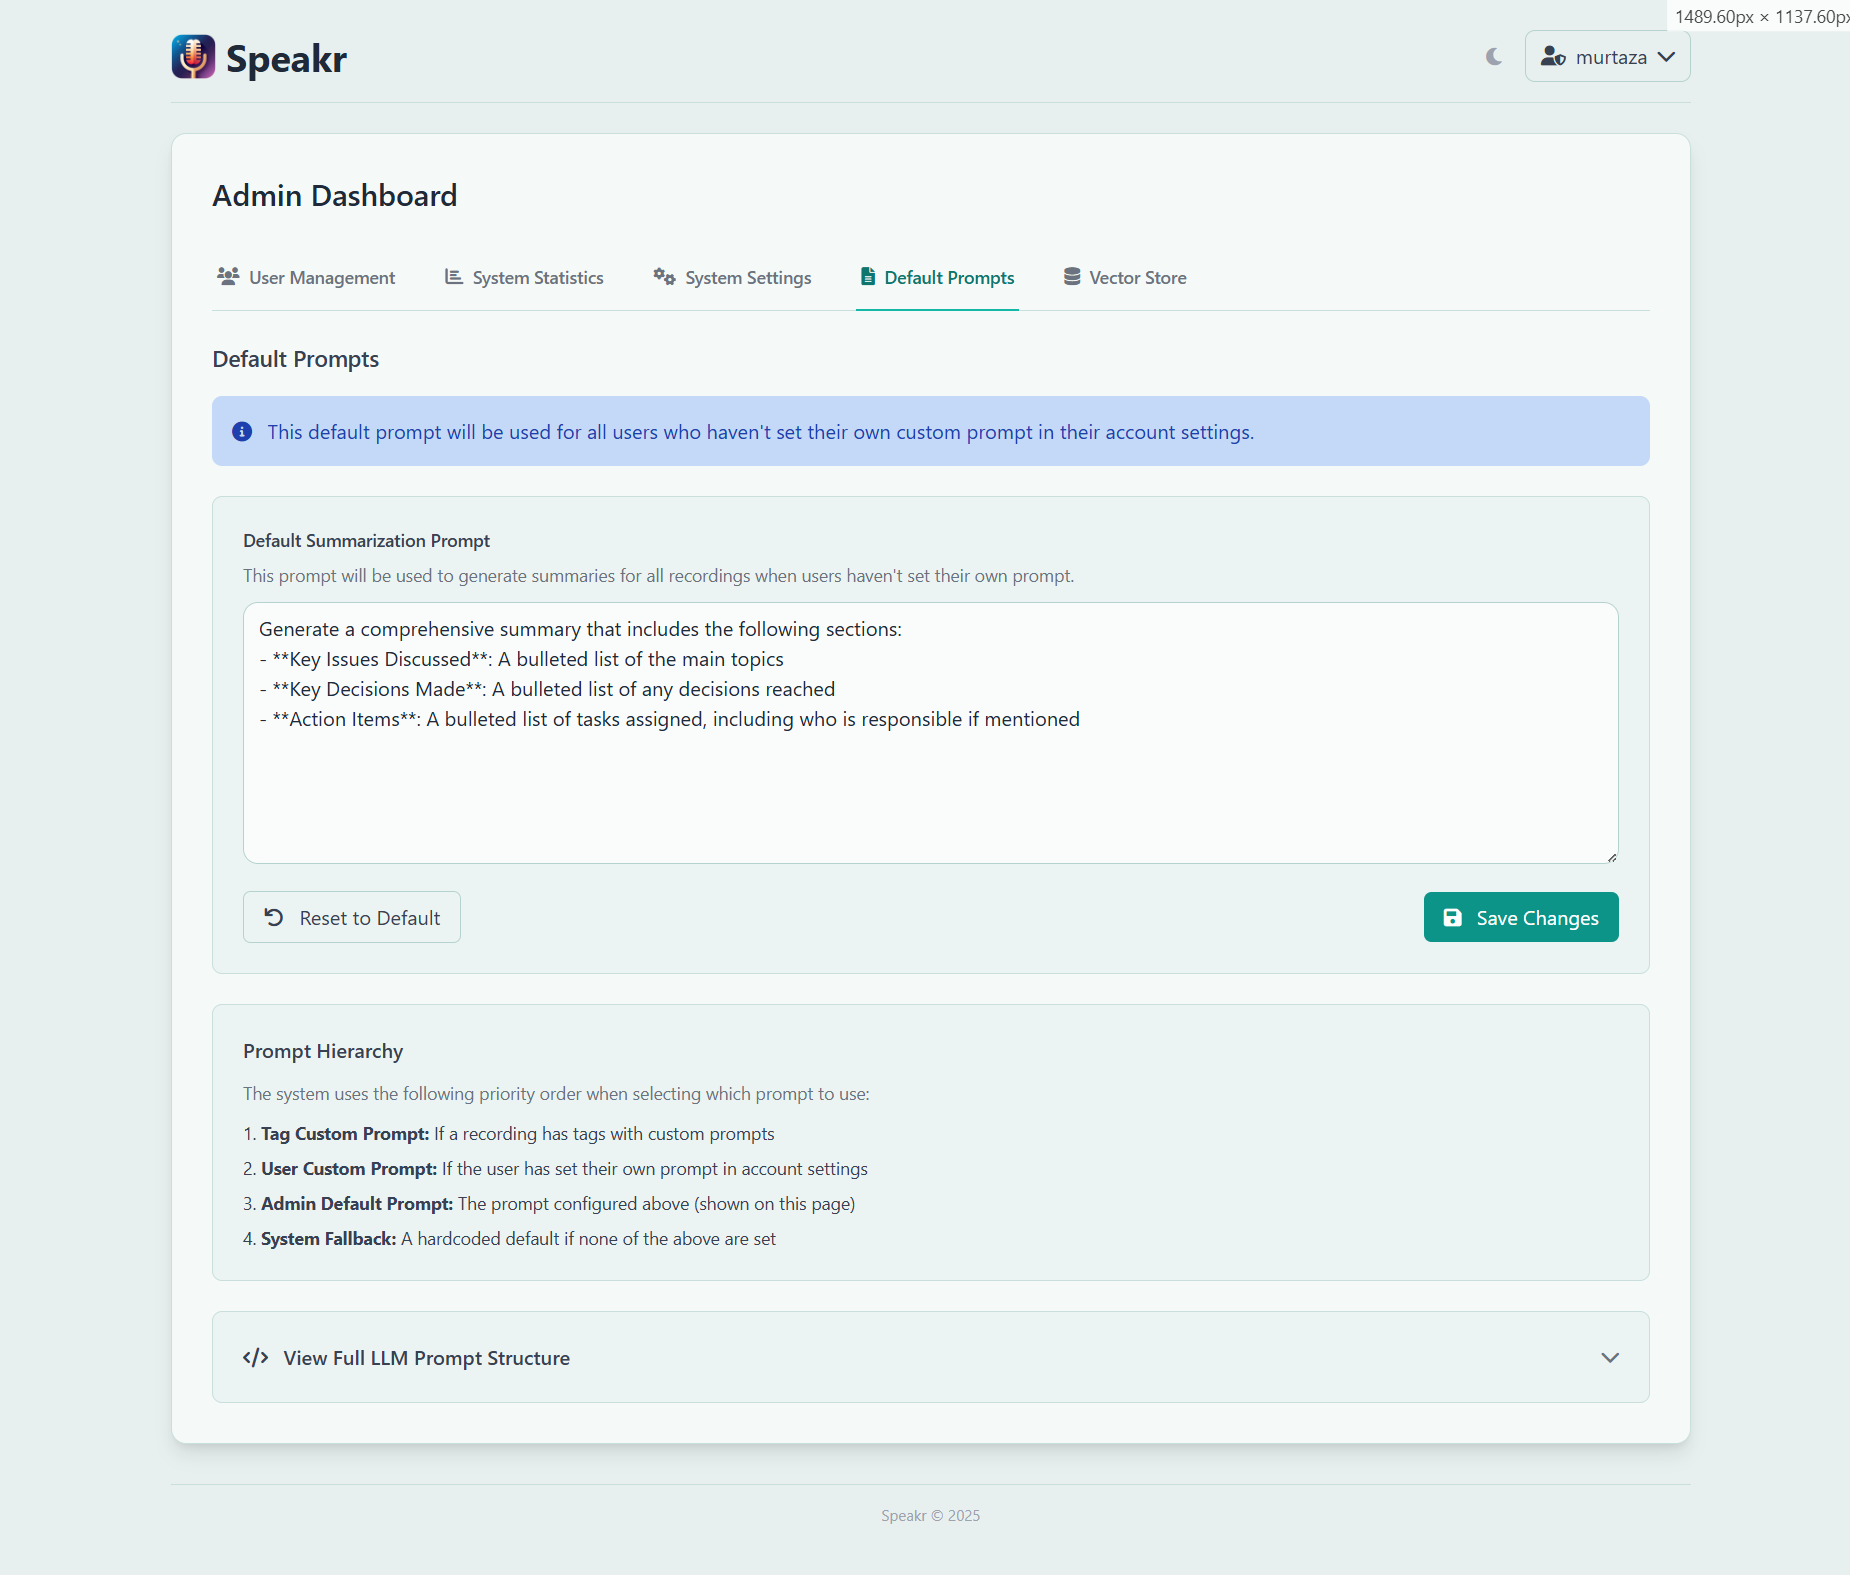 1489.60px × 1137.60px
Speakr
murtaza
Admin Dashboard
User Management
System Statistics
System Settings
Default Prompts
Vector Store
Default Prompts
This default prompt will be used for all users who haven't set their own custom prompt in their account settings.
Default Summarization Prompt
This prompt will be used to generate summaries for all recordings when users haven't set their own prompt.
Generate a comprehensive summary that includes the following sections:
- **Key Issues Discussed**: A bulleted list of the main topics
- **Key Decisions Made**: A bulleted list of any decisions reached
- **Action Items**: A bulleted list of tasks assigned, including who is responsible if mentioned
Reset to Default
Save Changes
Prompt Hierarchy
The system uses the following priority order when selecting which prompt to use:
1. Tag Custom Prompt: If a recording has tags with custom prompts
2. User Custom Prompt: If the user has set their own prompt in account settings
3. Admin Default Prompt: The prompt configured above (shown on this page)
4. System Fallback: A hardcoded default if none of the above are set
</> View Full LLM Prompt Structure
Speakr © 2025